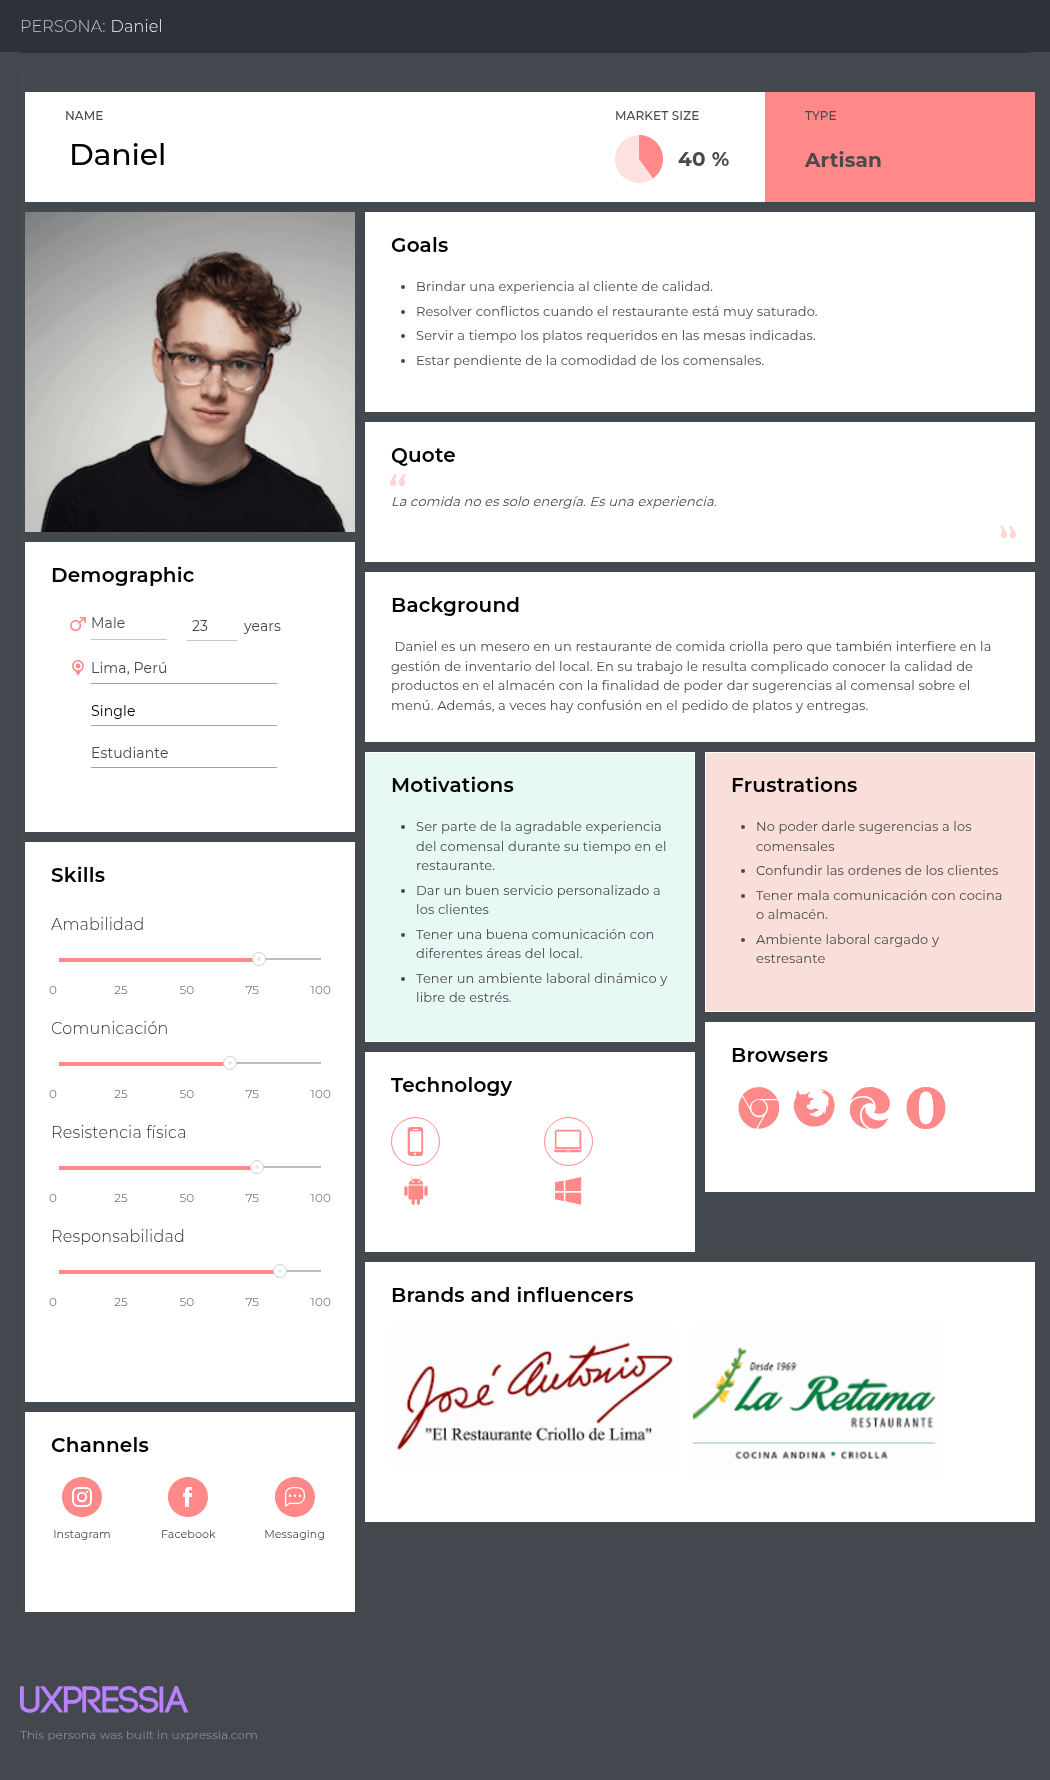 PERSONA: Daniel
NAME
Daniel
MARKET SIZE
40 %
TYPE
Artisan
Goals
Brindar una experiencia al cliente de calidad.
Resolver conflictos cuando el restaurante está muy saturado.
Servir a tiempo los platos requeridos en las mesas indicadas.
Estar pendiente de la comodidad de los comensales.
Quote
“
La comida no es solo energía. Es una experiencia.
”
Demographic
Male
23 years
Lima, Perú
Single
Estudiante
Background
Daniel es un mesero en un restaurante de comida criolla pero que también interfiere en la
gestión de inventario del local. En su trabajo le resulta complicado conocer la calidad de
productos en el almacén con la finalidad de poder dar sugerencias al comensal sobre el
menú. Además, a veces hay confusión en el pedido de platos y entregas.
Motivations
Ser parte de la agradable experiencia
del comensal durante su tiempo en el
restaurante.
Dar un buen servicio personalizado a
los clientes
Tener una buena comunicación con
diferentes áreas del local.
Tener un ambiente laboral dinámico y
libre de estrés.
Frustrations
No poder darle sugerencias a los
comensales
Confundir las ordenes de los clientes
Tener mala comunicación con cocina
o almacén.
Ambiente laboral cargado y
estresante
Skills
Amabilidad
0 25 50 75 100
Comunicación
0 25 50 75 100
Resistencia física
0 25 50 75 100
Responsabilidad
0 25 50 75 100
Technology
Browsers
Brands and influencers
José Antonio
"El Restaurante Criollo de Lima"
Desde 1969
La Retama
RESTAURANTE
COCINA ANDINA • CRIOLLA
Channels
Instagram
Facebook
Messaging
UXPRESSIA
This persona was built in uxpressia.com